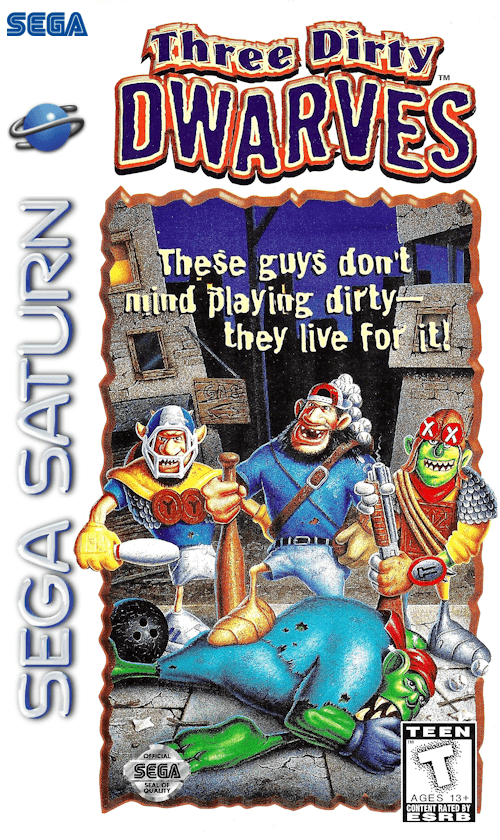 SEGA
Three Dirty
DWARVES
TM
SEGA SATURN
These guys don't
mind playing dirty—
they live for it!
X X
OFFICIAL
SEGA
SEAL OF
QUALITY
TEEN
T
AGES 13+
CONTENT RATED BY
ESRB